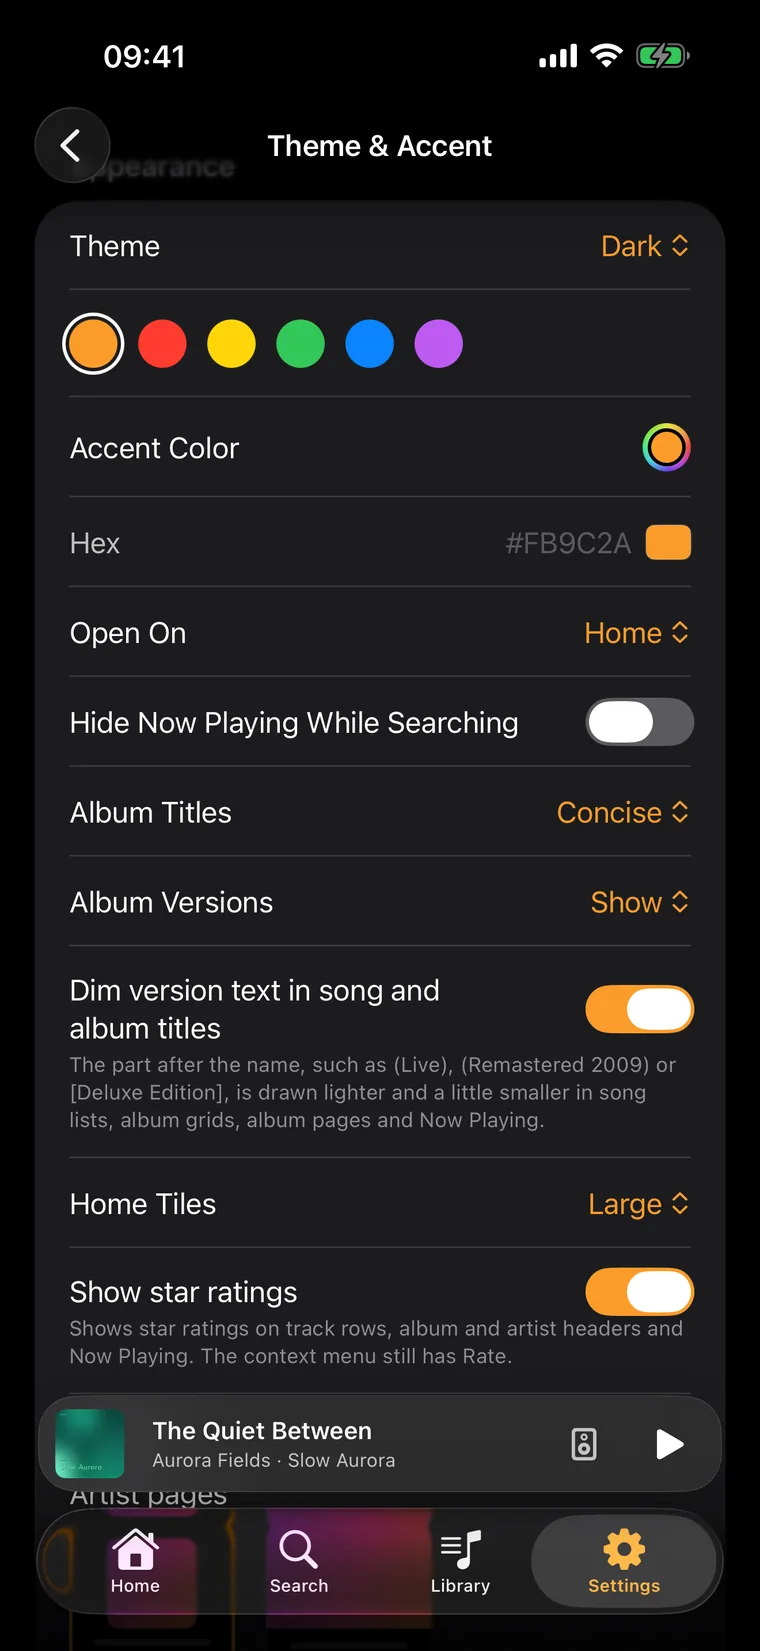 09:41
Theme & Accent
Appearance
Theme
Dark
Accent Color
Hex
#FB9C2A
Open On
Home
Hide Now Playing While Searching
Album Titles
Concise
Album Versions
Show
Dim version text in song and
album titles
The part after the name, such as (Live), (Remastered 2009) or
[Deluxe Edition], is drawn lighter and a little smaller in song
lists, album grids, album pages and Now Playing.
Home Tiles
Large
Show star ratings
Shows star ratings on track rows, album and artist headers and
Now Playing. The context menu still has Rate.
Slow Aurora
The Quiet Between
Aurora Fields · Slow Aurora
Artist pages
Home
Search
Library
Settings